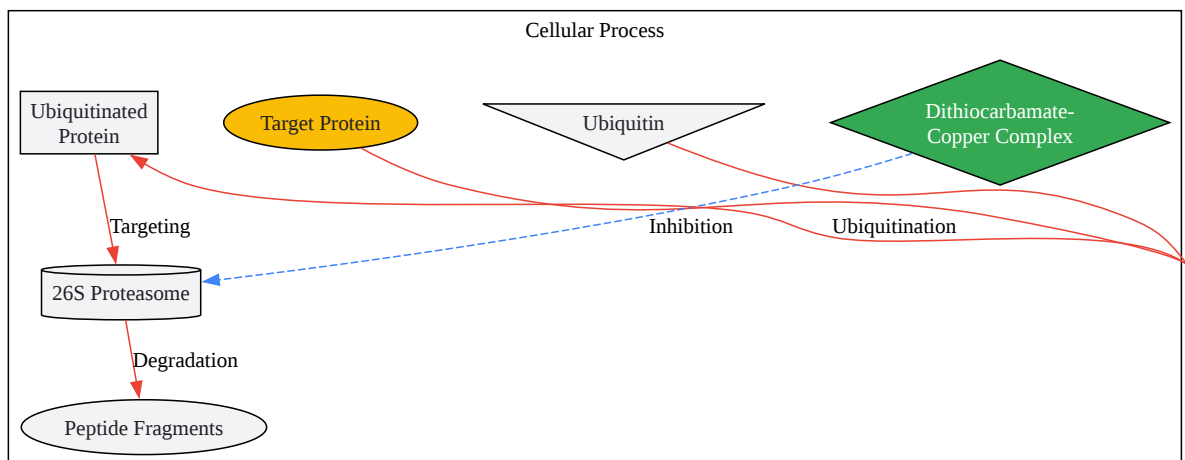 Cellular Process
Ubiquitinated
Protein
Target Protein
Ubiquitin
Dithiocarbamate-
Copper Complex
Targeting
Inhibition
Ubiquitination
26S Proteasome
Degradation
Peptide Fragments